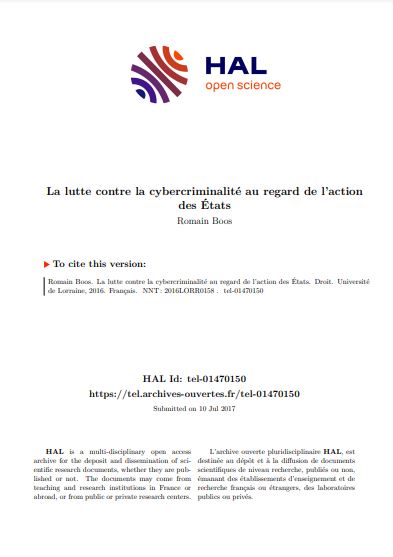 HAL
open science
La lutte contre la cybercriminalité au regard de l'action
des États
Romain Boos
To cite this version:
Romain Boos. La lutte contre la cybercriminalité au regard de l'action des États. Droit. Université
de Lorraine, 2016. Français. NNT : 2016LORR0158 . tel-01470150
HAL Id: tel-01470150
https://tel.archives-ouvertes.fr/tel-01470150
Submitted on 10 Jul 2017
HAL is a multi-disciplinary open access
archive for the deposit and dissemination of sci-
entific research documents, whether they are pub-
lished or not. The documents may come from
teaching and research institutions in France or
abroad, or from public or private research centers.
L'archive ouverte pluridisciplinaire HAL, est
destinée au dépôt et à la diffusion de documents
scientifiques de niveau recherche, publiés ou non,
émanant des établissements d'enseignement et de
recherche français ou étrangers, des laboratoires
publics ou privés.